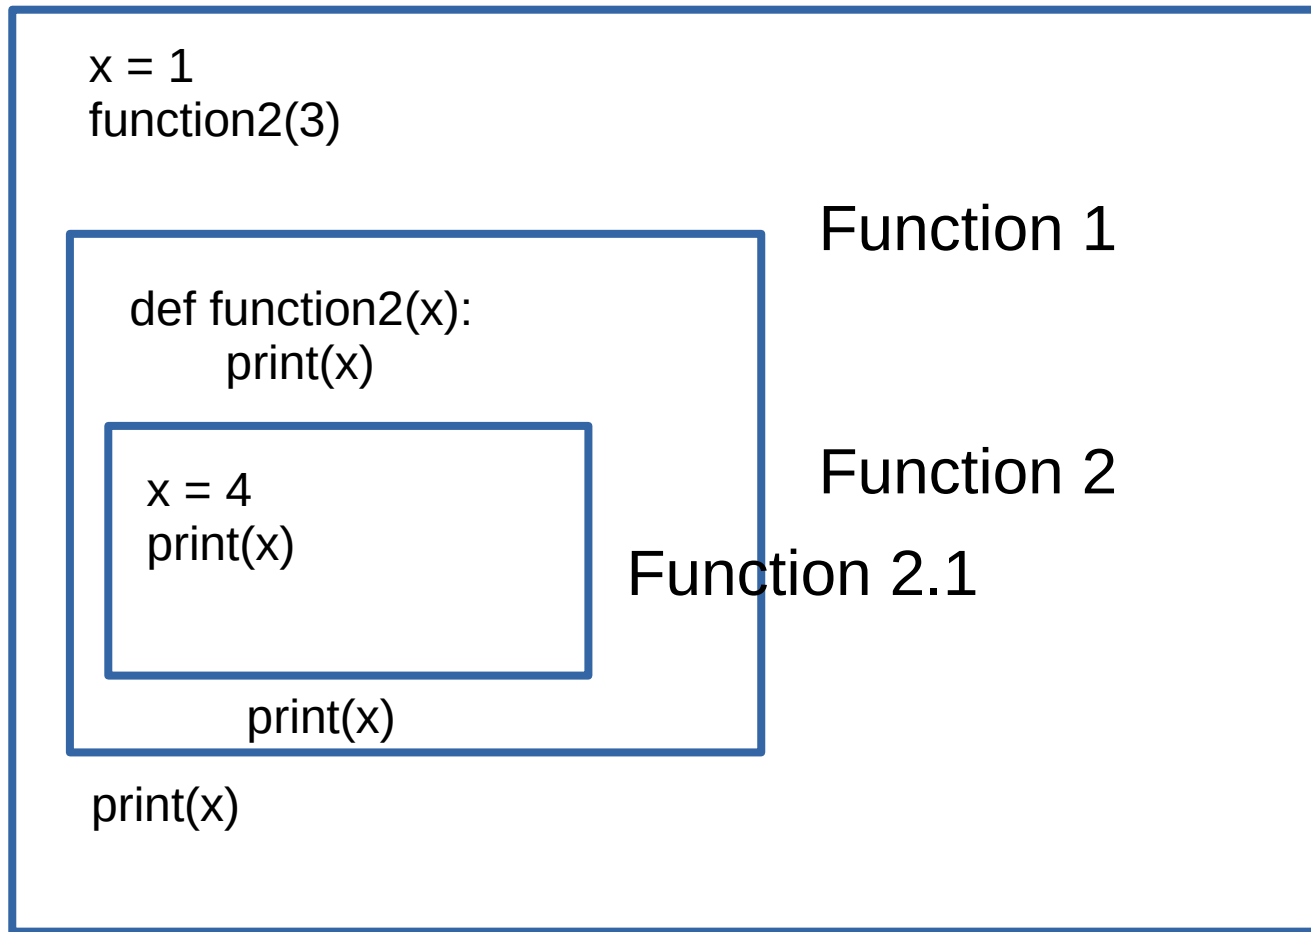 x = 1
function2(3)
Function 1
def function2(x):
print(x)
Function 2
x = 4
print(x)
Function 2.1
print(x)
print(x)